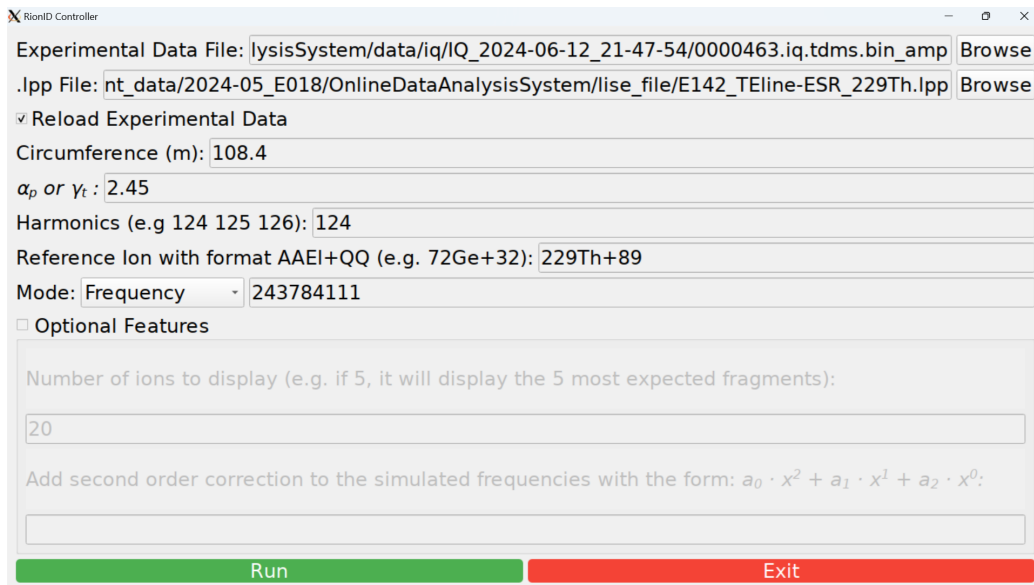 RionID Controller
Experimental Data File: lysisSystem/data/iq/IQ_2024-06-12_21-47-54/0000463.iq.tdms.bin_amp Browse
.lpp File: nt_data/2024-05_E018/OnlineDataAnalysisSystem/lise_file/E142_TEline-ESR_229Th.lpp Browse
Reload Experimental Data
Circumference (m): 108.4
αp or γt : 2.45
Harmonics (e.g 124 125 126): 124
Reference Ion with format AAEl+QQ (e.g. 72Ge+32): 229Th+89
Mode: Frequency 243784111
Optional Features
Number of ions to display (e.g. if 5, it will display the 5 most expected fragments):
20
Add second order correction to the simulated frequencies with the form: a₀ · x² + a₁ · x¹ + a₂ · x⁰:
Run Exit